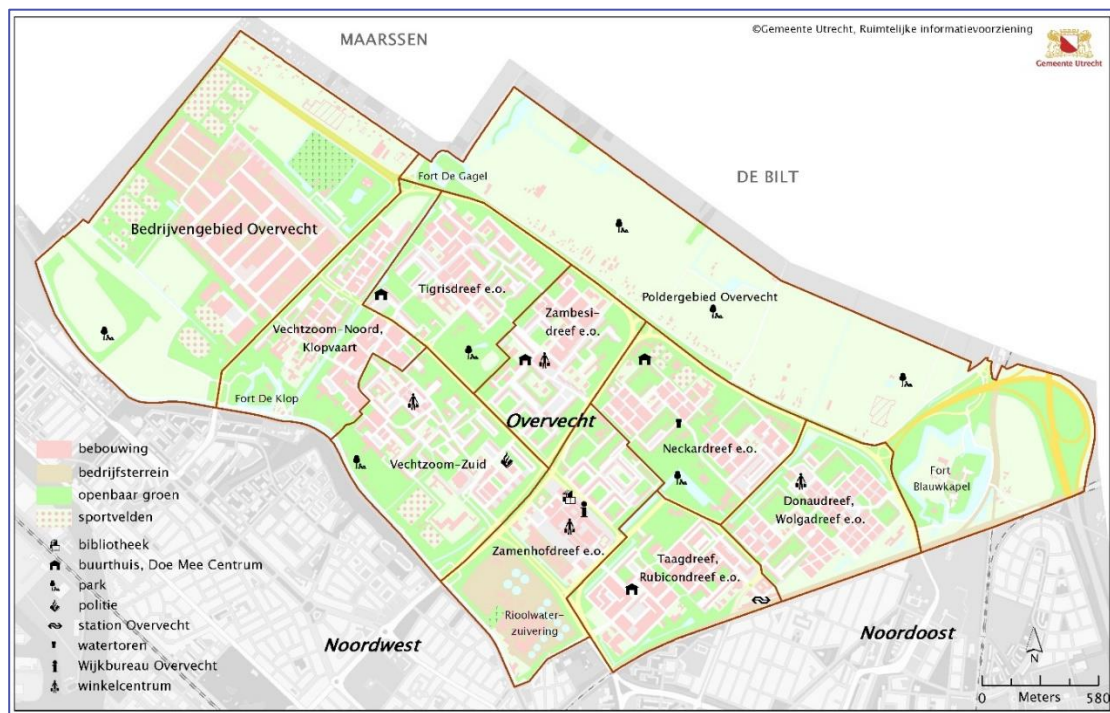 ©Gemeente Utrecht, Ruimtelijke informatievoorziening
Gemeente Utrecht
MAARSSEN
DE BILT
Fort De Gagel
Bedrijvengebied Overvecht
Tigrisdreef e.o.
Poldergebied Overvecht
Zambesi-
dreef e.o.
Vechtzoom-Noord,
Klopvaart
Fort De Klop
Overvecht
Neckardreef e.o.
Vechtzoom-Zuid
Fort
Blauwkapel
Donaudreef,
Wolgadreef e.o.
Zamenhofdreef e.o.
Taagdreef,
Rubicondreef e.o.
Rioolwater-
zuivering
Noordwest
Noordoost
bebouwing
bedrijfsterrein
openbaar groen
sportvelden
bibliotheek
buurthuis, Doe Mee Centrum
park
politie
station Overvecht
watertoren
Wijkbureau Overvecht
winkelcentrum
N
0 Meters 580